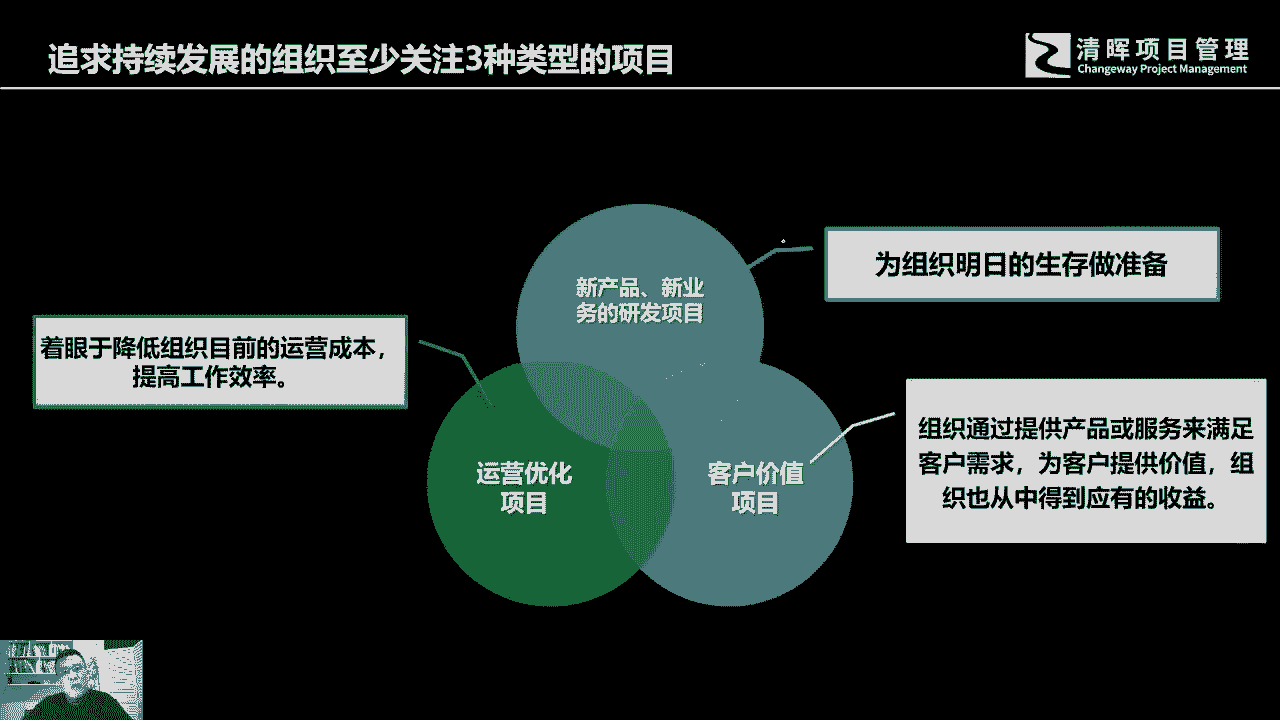 追求持续发展的组织至少关注3种类型的项目
清晖项目管理
Changeway Project Management
新产品、新业
务的研发项目
为组织明日的生存做准备
着眼于降低组织目前的运营成本，
提高工作效率。
运营优化
项目
客户价值
项目
组织通过提供产品或服务来满足
客户需求，为客户提供价值，组
织也从中得到应有的收益。